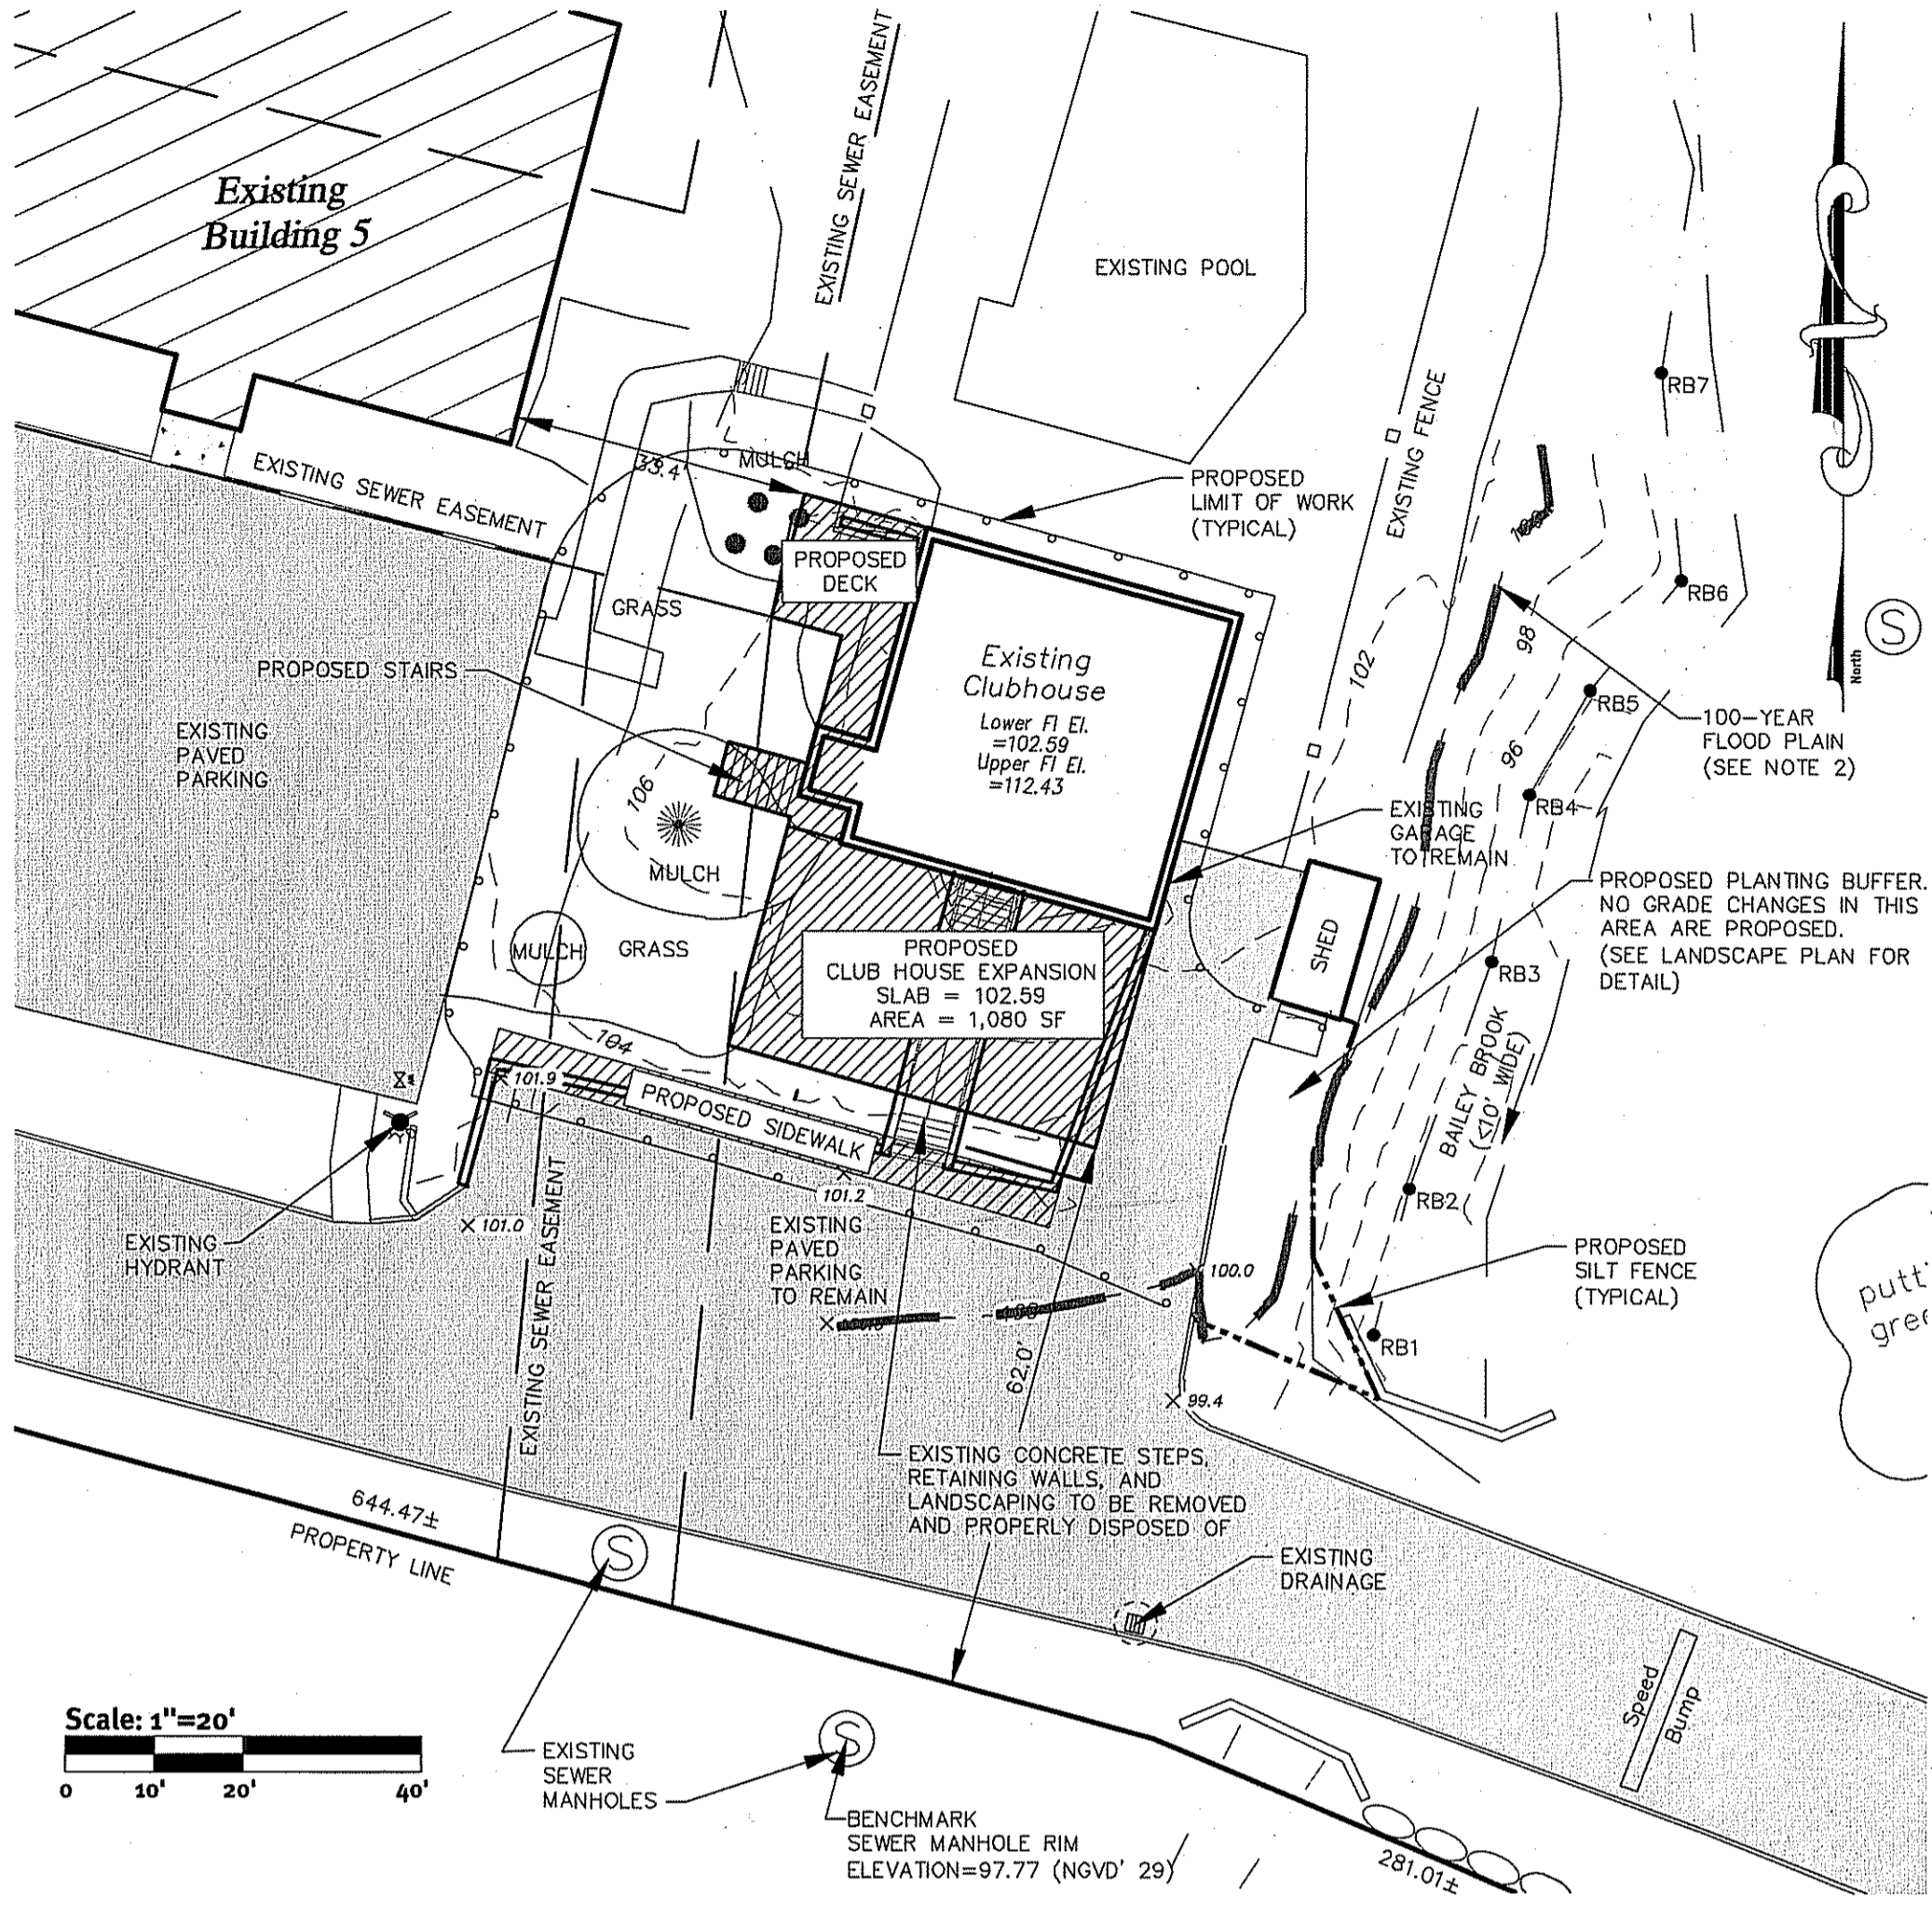 Existing
Building 5
EXISTING SEWER EASEMENT
EXISTING POOL
EXISTING FENCE
RB7
RB6
RB5
RB4
RB3
RB2
RB1
North
S
PROPOSED
LIMIT OF WORK
(TYPICAL)
33.4'
MULCH
EXISTING SEWER EASEMENT
PROPOSED
DECK
GRASS
PROPOSED STAIRS
EXISTING
PAVED
PARKING
Existing
Clubhouse
Lower Fl El.
=102.59
Upper Fl El.
=112.43
102
98
96
100-YEAR
FLOOD PLAIN
(SEE NOTE 2)
106
MULCH
MULCH
GRASS
EXISTING
GARAGE
TO REMAIN
SHED
PROPOSED PLANTING BUFFER.
NO GRADE CHANGES IN THIS
AREA ARE PROPOSED.
(SEE LANDSCAPE PLAN FOR
DETAIL)
PROPOSED
CLUB HOUSE EXPANSION
SLAB = 102.59
AREA = 1,080 SF
104
101.9
PROPOSED SIDEWALK
BAILEY BROOK
(<10' WIDE)
101.2
101.0
EXISTING
HYDRANT
EXISTING SEWER EASEMENT
EXISTING
PAVED
PARKING
TO REMAIN
100.0
99.4
62.0'
PROPOSED
SILT FENCE
(TYPICAL)
putt
gree
EXISTING CONCRETE STEPS,
RETAINING WALLS, AND
LANDSCAPING TO BE REMOVED
AND PROPERLY DISPOSED OF
644.47±
PROPERTY LINE
S
EXISTING
DRAINAGE
Speed
Bump
Scale: 1"=20'
0 10' 20' 40'
EXISTING
SEWER
MANHOLES
S
BENCHMARK
SEWER MANHOLE RIM
ELEVATION=97.77 (NGVD' 29)
281.01±